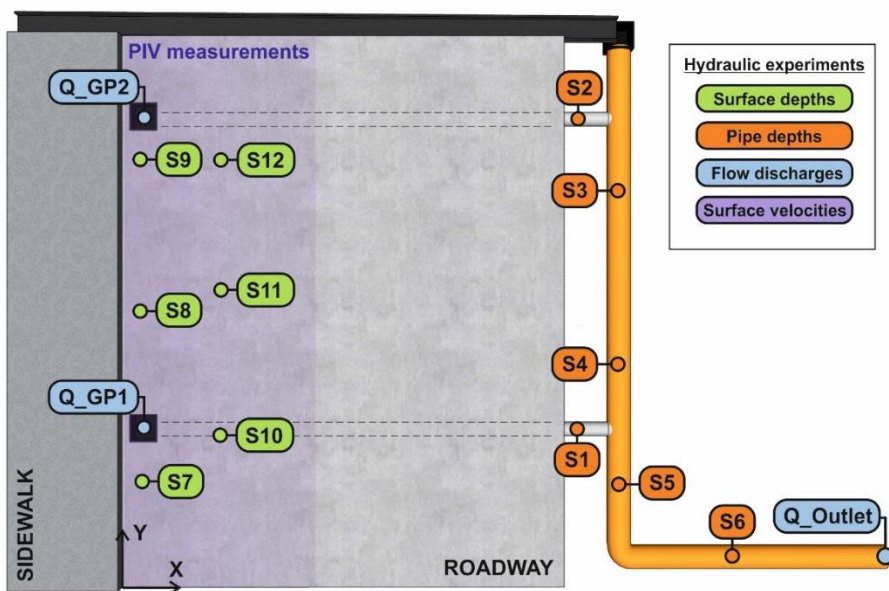 PIV measurements
Q_GP2
S9
S12
S11
S8
Q_GP1
S10
S7
SIDEWALK
Y
X
ROADWAY
S2
S3
S4
S1
S5
S6
Q_Outlet
Hydraulic experiments
Surface depths
Pipe depths
Flow discharges
Surface velocities